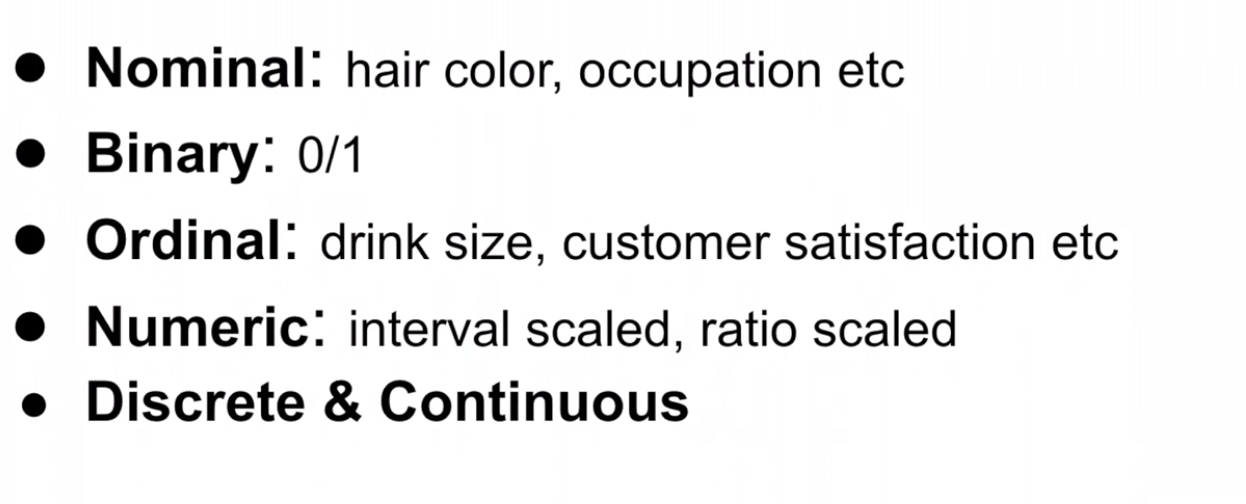 ● Nominal: hair color, occupation etc
● Binary: 0/1
● Ordinal: drink size, customer satisfaction etc
● Numeric: interval scaled, ratio scaled
● Discrete & Continuous